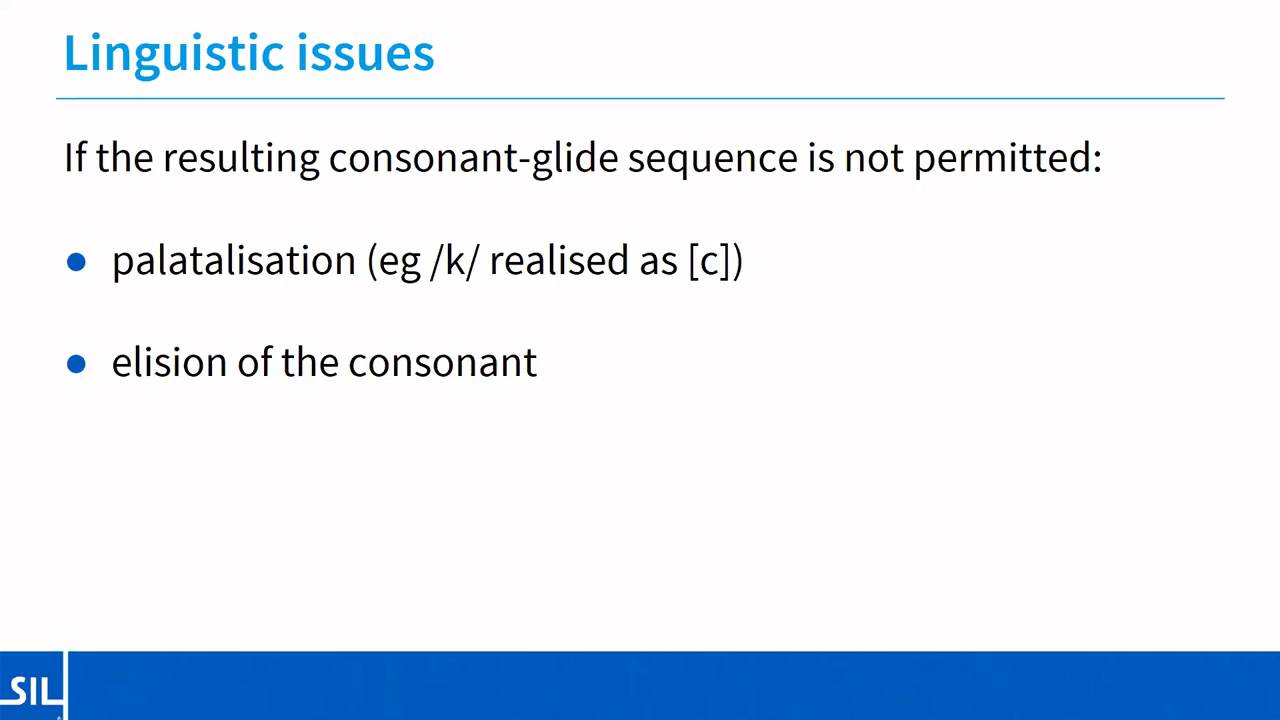 Linguistic issues
If the resulting consonant-glide sequence is not permitted:
● palatalisation (eg /k/ realised as [c])
● elision of the consonant
SIL